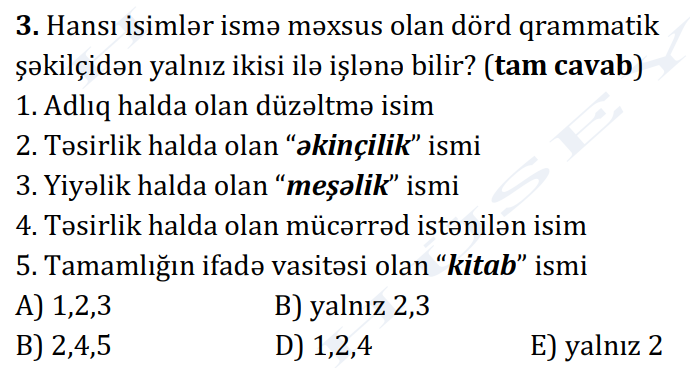 3. Hansı isimlər ismə məxsus olan dörd qrammatik
şəkilçidən yalnız ikisi ilə işlənə bilir? (tam cavab)
1. Adlıq halda olan düzəltmə isim
2. Təsirlik halda olan “əkinçilik” ismi
3. Yiyəlik halda olan “meşəlik” ismi
4. Təsirlik halda olan mücərrəd istənilən isim
5. Tamamlığın ifadə vasitəsi olan “kitab” ismi
A) 1,2,3 B) yalnız 2,3
B) 2,4,5 D) 1,2,4 E) yalnız 2
HÜSEY